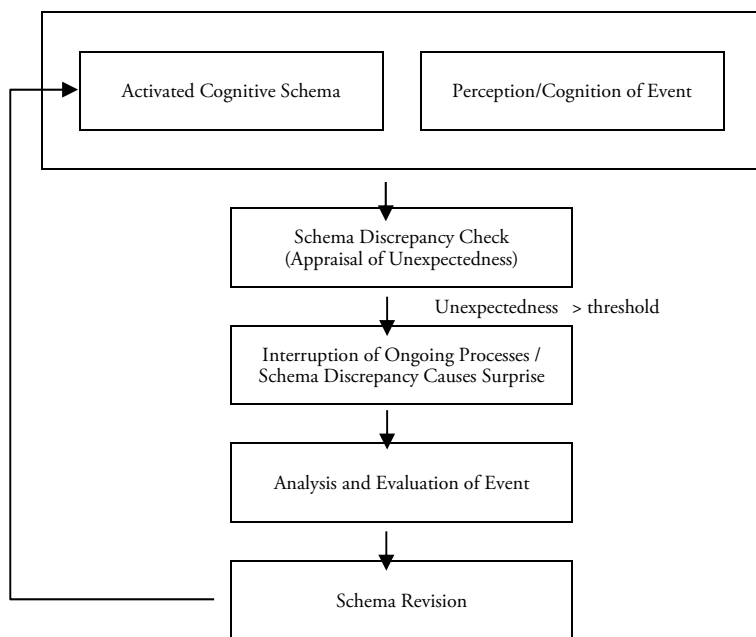 Activated Cognitive Schema
Perception/Cognition of Event
Schema Discrepancy Check
(Appraisal of Unexpectedness)
Unexpectedness > threshold
Interruption of Ongoing Processes /
Schema Discrepancy Causes Surprise
Analysis and Evaluation of Event
Schema Revision